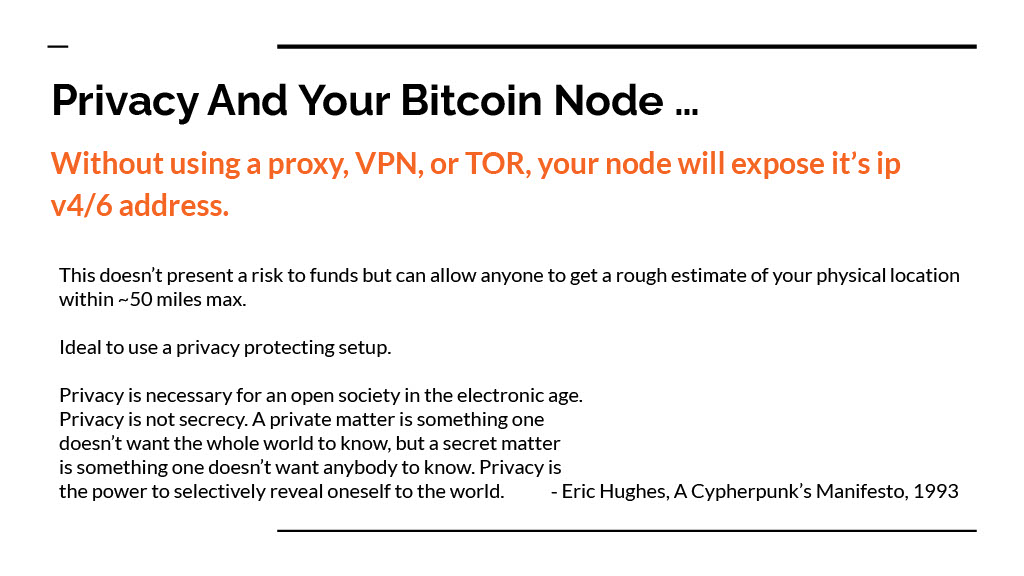 Privacy And Your Bitcoin Node ...
Without using a proxy, VPN, or TOR, your node will expose it’s ip
v4/6 address.
This doesn’t present a risk to funds but can allow anyone to get a rough estimate of your physical location
within ~50 miles max.
Ideal to use a privacy protecting setup.
Privacy is necessary for an open society in the electronic age.
Privacy is not secrecy. A private matter is something one
doesn’t want the whole world to know, but a secret matter
is something one doesn’t want anybody to know. Privacy is
the power to selectively reveal oneself to the world. - Eric Hughes, A Cypherpunk’s Manifesto, 1993